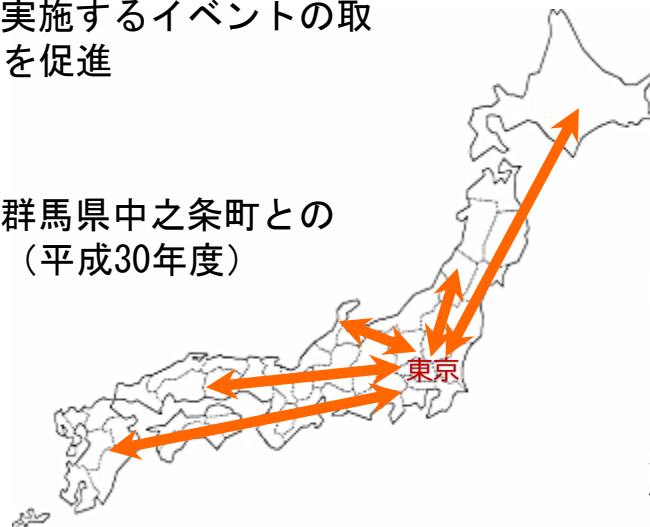 実施するイベントの取
を促進
群馬県中之条町との
（平成30年度）
東京